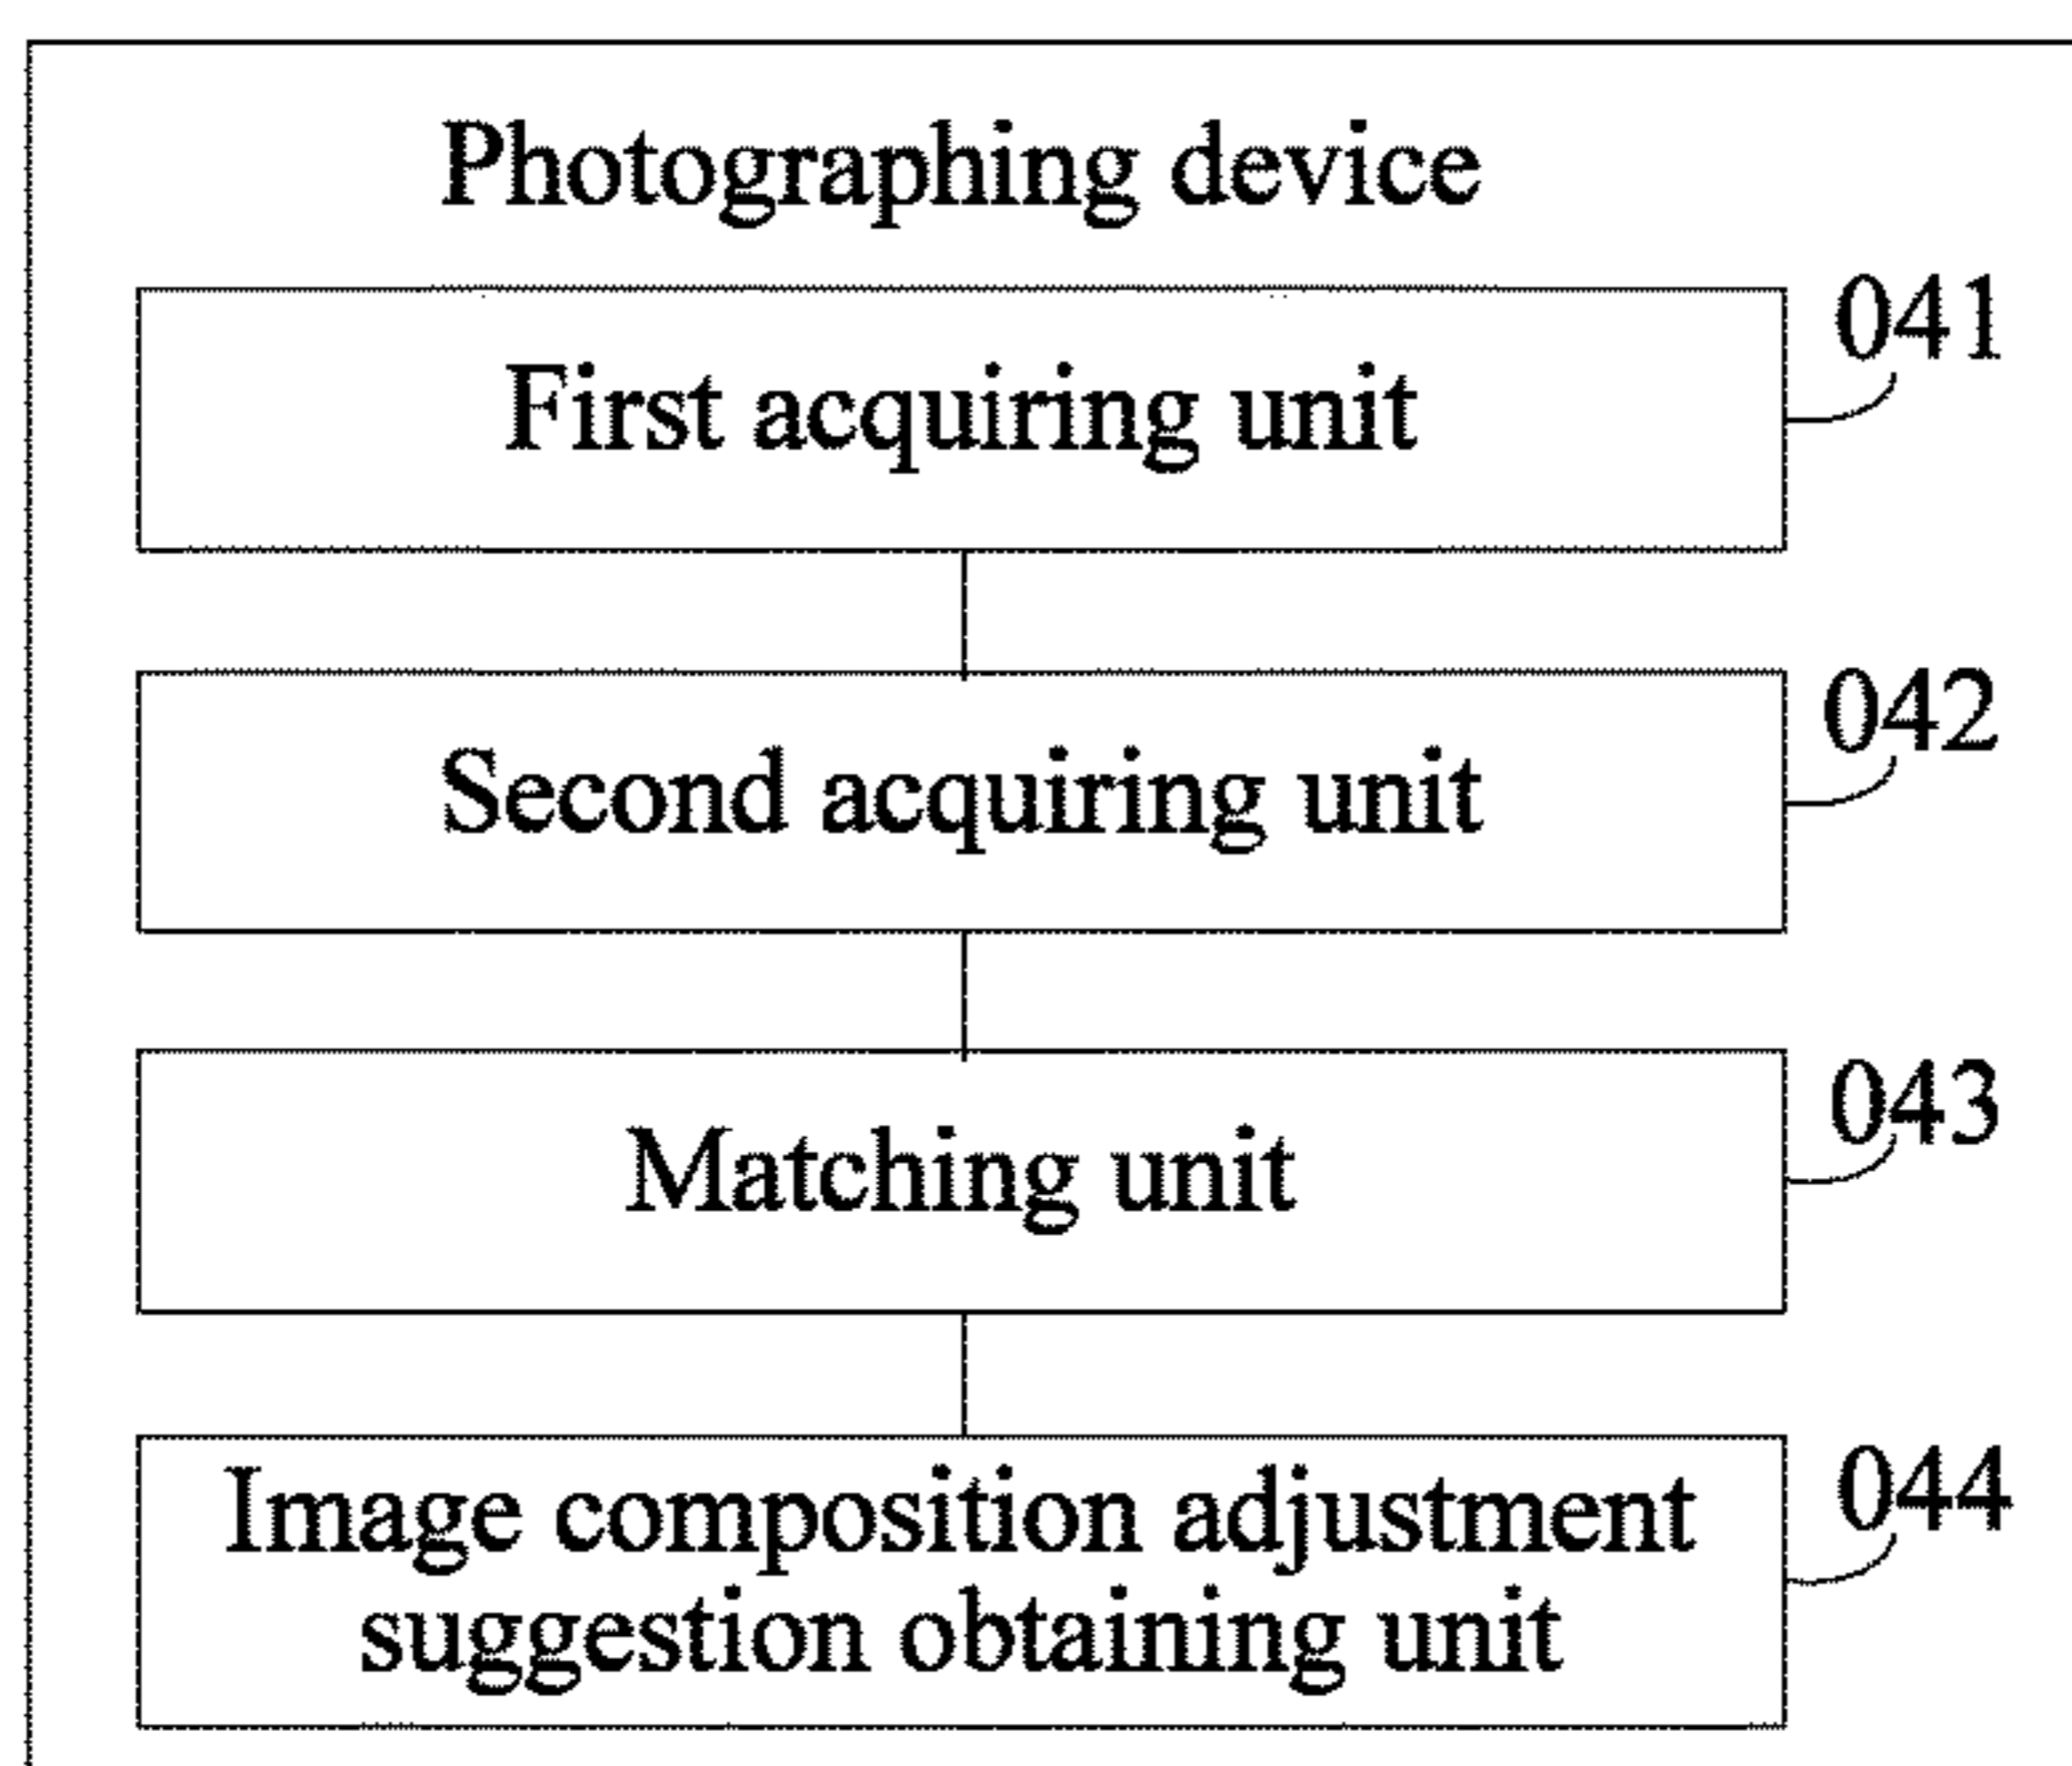 Photographing device
041
First acquiring unit
042
Second acquiring unit
043
Matching unit
044
Image composition adjustment
suggestion obtaining unit